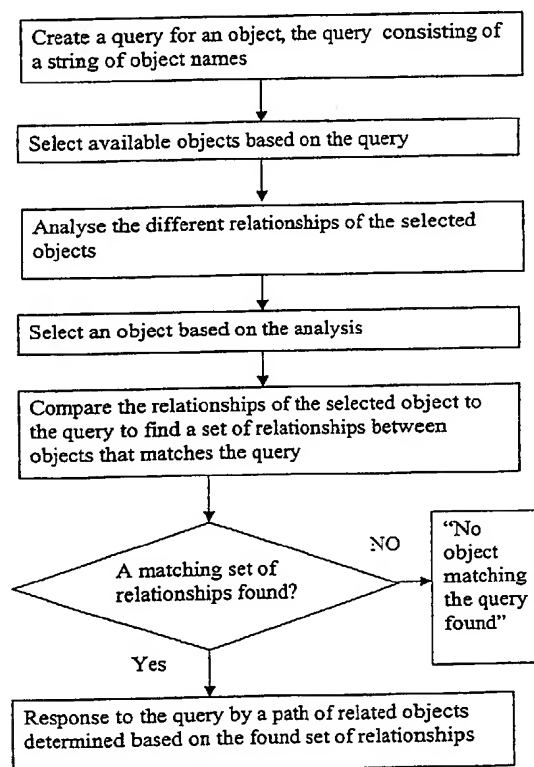 Create a query for an object, the query consisting of
a string of object names
Select available objects based on the query
Analyse the different relationships of the selected
objects
Select an object based on the analysis
Compare the relationships of the selected object to
the query to find a set of relationships between
objects that matches the query
A matching set of
relationships found?
NO
“No
object
matching
the query
found”
Yes
Response to the query by a path of related objects
determined based on the found set of relationships